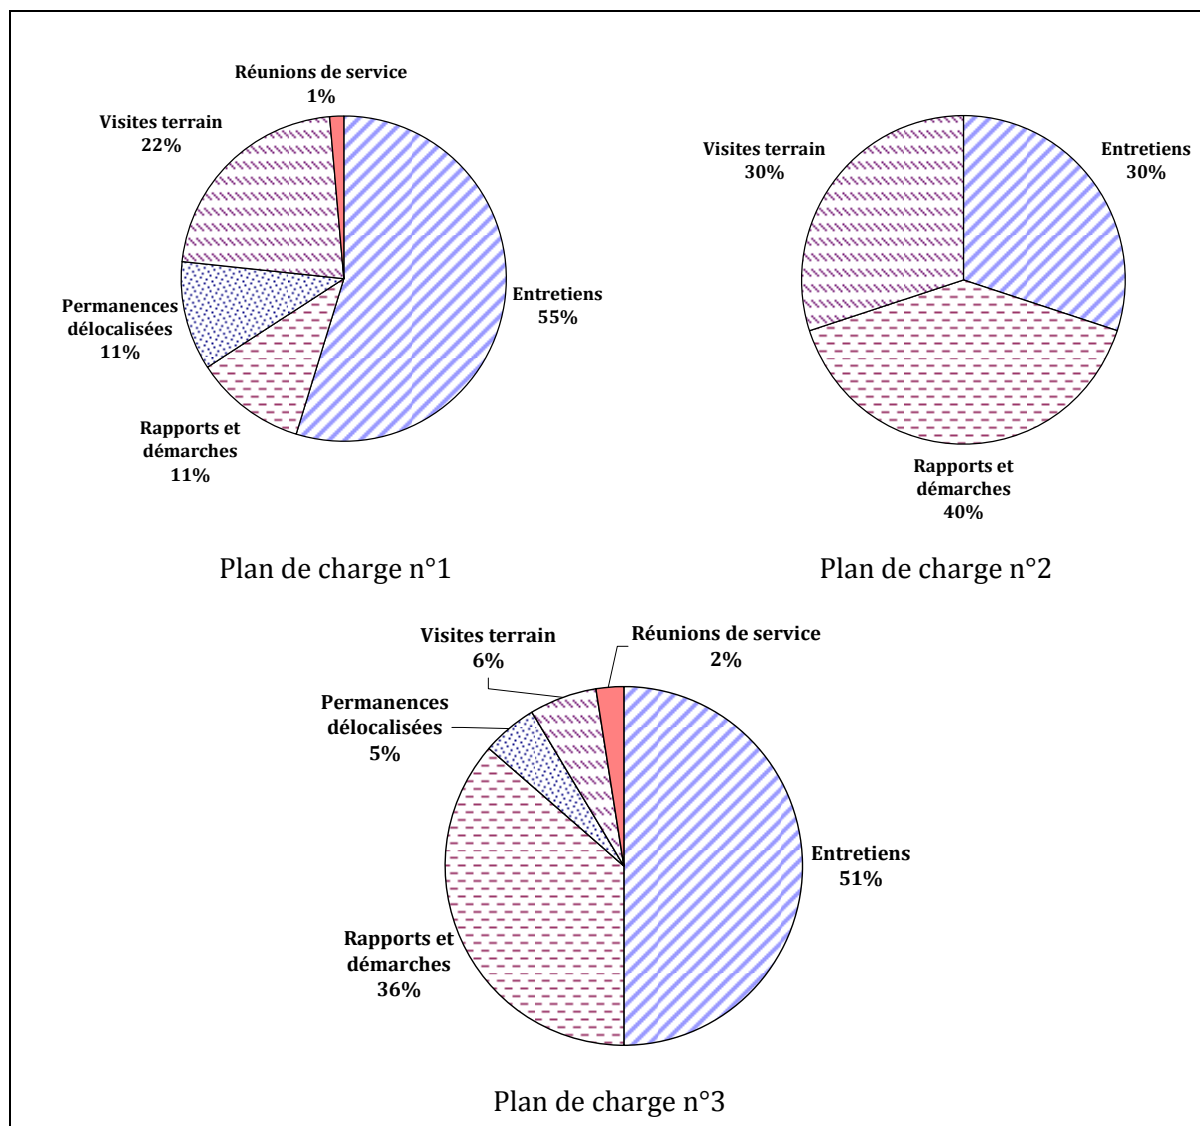 Réunions de service
1%
Visites terrain
22%
Permanences
délocalisées
11%
Rapports et
démarches
11%
Entretiens
55%
Plan de charge n°1
Visites terrain
30%
Entretiens
30%
Rapports et
démarches
40%
Plan de charge n°2
Visites terrain
6%
Réunions de service
2%
Permanences
délocalisées
5%
Entretiens
51%
Rapports et
démarches
36%
Plan de charge n°3